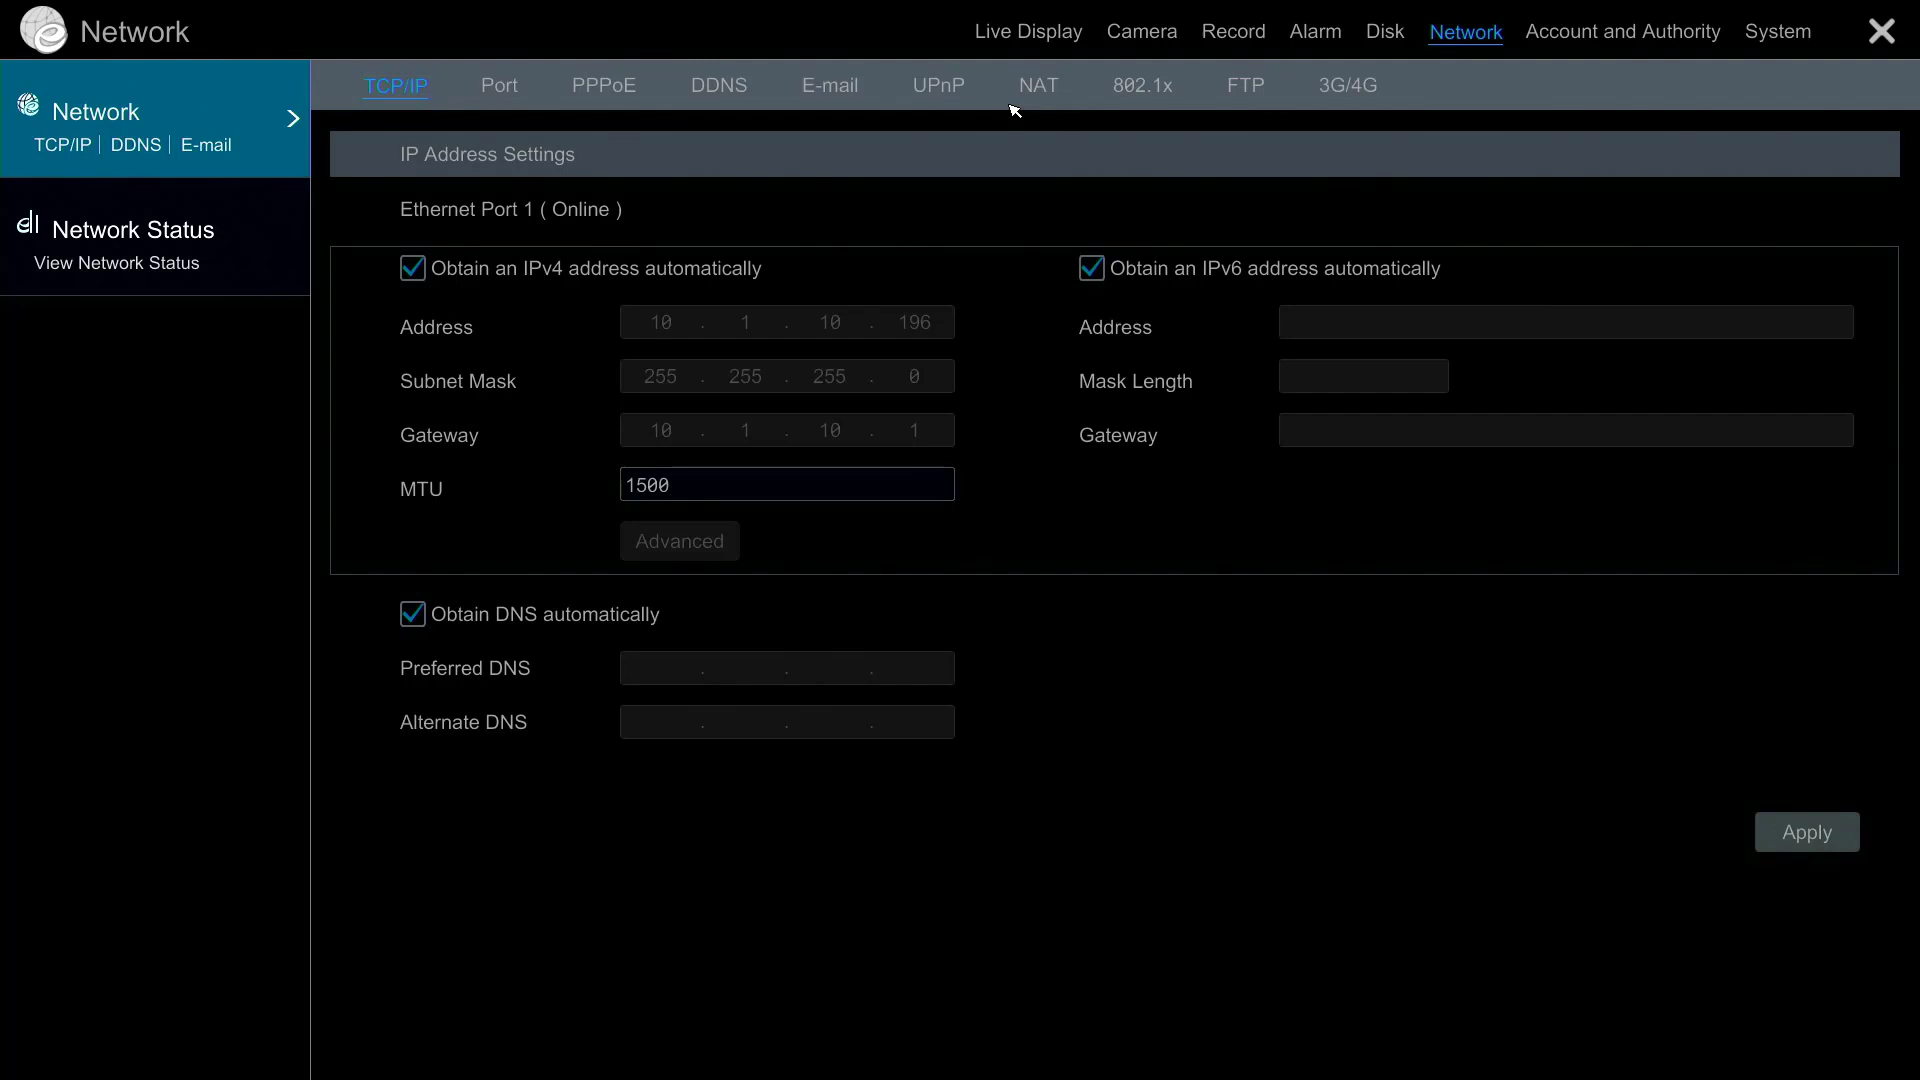 Network
Live Display Camera Record Alarm Disk Network Account and Authority System
TCP/IP Port PPPoE DDNS E-mail UPnP NAT 802.1x FTP 3G/4G
Network
TCP/IP DDNS E-mail
Network Status
View Network Status
IP Address Settings
Ethernet Port 1 ( Online )
Obtain an IPv4 address automatically
Address 10 . 1 . 10 . 196
Subnet Mask 255 . 255 . 255 . 0
Gateway 10 . 1 . 10 . 1
MTU 1500
Advanced
Obtain an IPv6 address automatically
Address
Mask Length
Gateway
Obtain DNS automatically
Preferred DNS . . .
Alternate DNS . . .
Apply